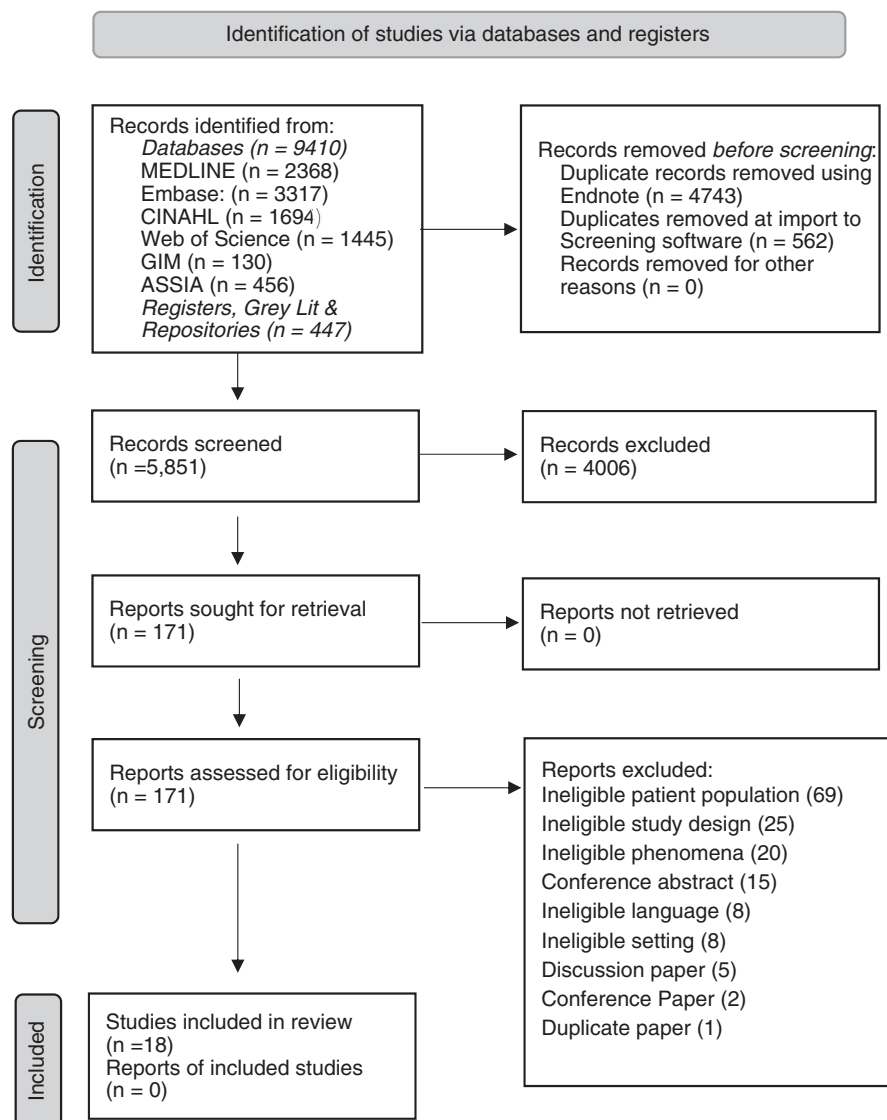 Identification of studies via databases and registers
Identification
Records identified from:
Databases (n = 9410)
MEDLINE (n = 2368)
Embase: (n = 3317)
CINAHL (n = 1694)
Web of Science (n = 1445)
GIM (n = 130)
ASSIA (n = 456)
Registers, Grey Lit &
Repositories (n = 447)
Records removed before screening:
Duplicate records removed using
Endnote (n = 4743)
Duplicates removed at import to
Screening software (n = 562)
Records removed for other
reasons (n = 0)
Screening
Records screened
(n =5,851)
Records excluded
(n = 4006)
Reports sought for retrieval
(n = 171)
Reports not retrieved
(n = 0)
Reports assessed for eligibility
(n = 171)
Reports excluded:
Ineligible patient population (69)
Ineligible study design (25)
Ineligible phenomena (20)
Conference abstract (15)
Ineligible language (8)
Ineligible setting (8)
Discussion paper (5)
Conference Paper (2)
Duplicate paper (1)
Included
Studies included in review
(n =18)
Reports of included studies
(n = 0)